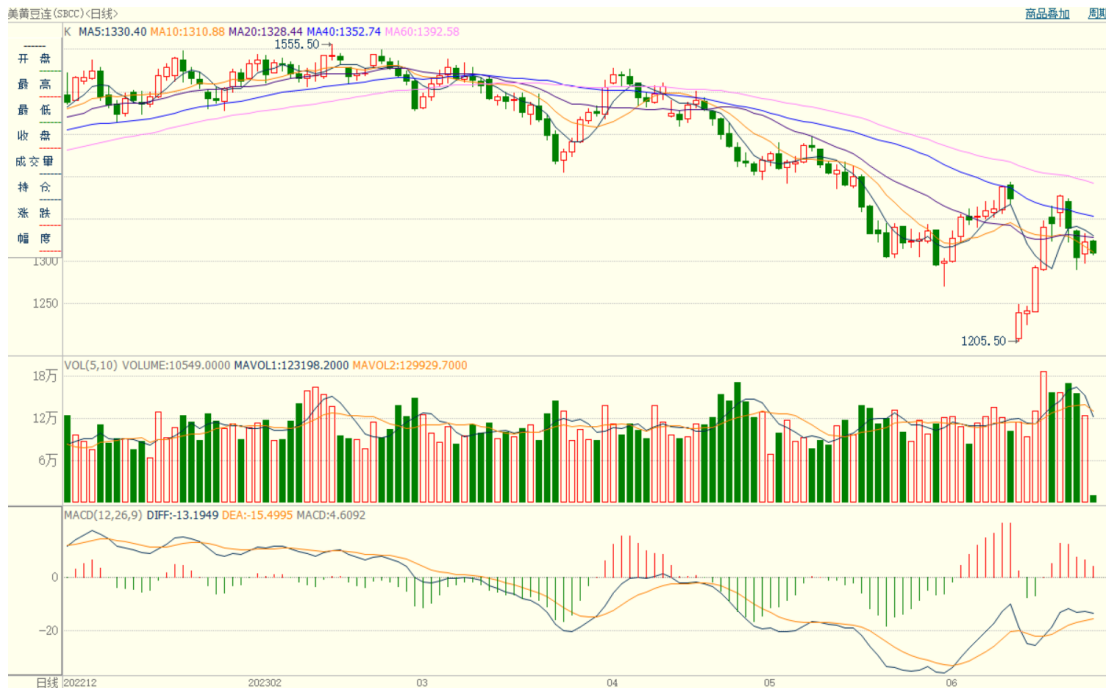 美黄豆连(SBCC)<日线>
商品叠加 周期
K MA5:1330.40 MA10:1310.88 MA20:1328.44 MA40:1352.74 MA60:1392.58
------
开 盘
最 高
最 低
收 盘
成交量
持 仓
涨 跌
幅 度
1555.50
1300
1250
1205.50
VOL(5,10) VOLUME:10549.0000 MAVOL1:123198.2000 MAVOL2:129929.7000
18万
12万
6万
MACD(12,26,9) DIFF:-13.1949 DEA:-15.4995 MACD:4.6092
0
-20
日线 202212 202302 03 04 05 06